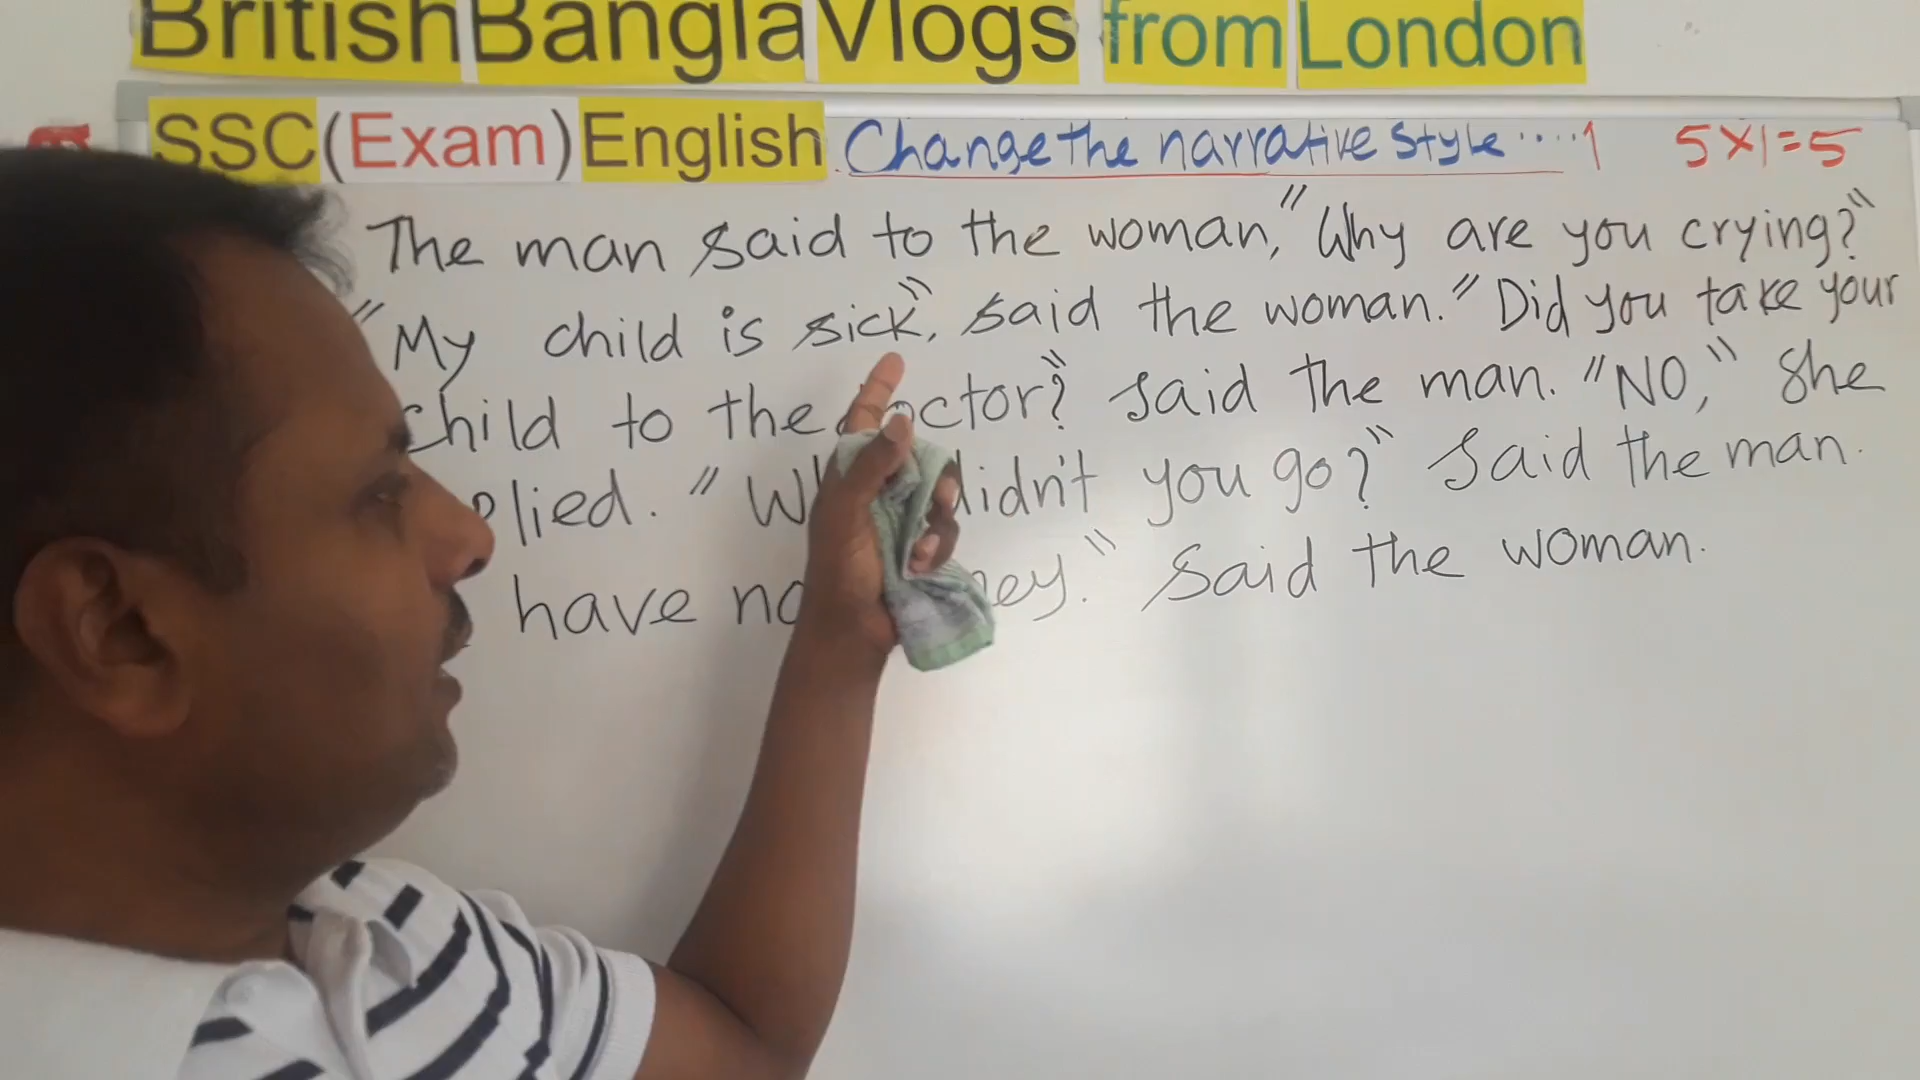 BritishBanglaVlogs from London
SSC(Exam)English Change the narrative style.....1 5×1=5
The man said to the woman, "Why are you crying?"
"My child is sick", said the woman. "Did you take your
child to the doctor?" said the man. "No," she
plied. "Why didn't you go?" said the man.
have no money." said the woman.